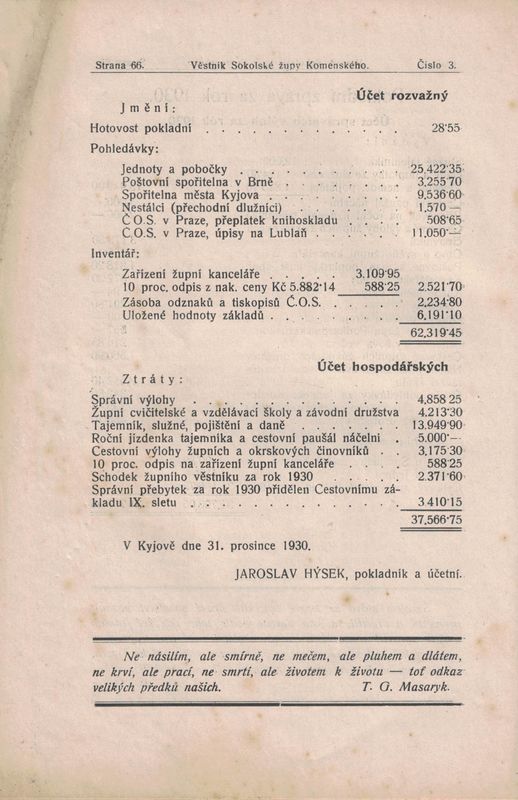 Strana 66. Věstník Sokolské župy Komenského. Číslo 3.
Účet rozvažný
Jmění:
Hotovost pokladní . . . . . . . . . . . . . . 28·55
Pohledávky:
Jednoty a pobočky . . . . . . . . 25,422·35
Poštovní spořitelna v Brně . . . . . . 3,255 70
Spořitelna města Kyjova . . . . . . . 9,536 60
Nestálci (přechodní dlužníci) . . . . . . 1,570 —
Č O.S. v Praze, přeplatek knihoskladu . . . . 508·65
Č.O.S. v Praze, úpisy na Lublaň . . . . . . 11,050·—
Inventář:
Zařízení župní kanceláře . . . . . 3.109·95
10 proc. odpis z nak. ceny Kč 5.882·14 588·25 2.521 70
Zásoba odznaků a tiskopisů Č.O.S. . . . . . 2,234·80
Uložené hodnoty základů . . . . . . . . 6,191·10
62,319·45
Účet hospodářských
Ztráty:
Správní výlohy . . . . . . . . . . . . . 4,858 25
Župní cvičitelské a vzdělávací školy a závodní družstva 4.213·30
Tajemník, služné, pojištění a daně . . . . . . 13.949·90
Roční jízdenka tajemníka a cestovní paušál náčelní . 5.000·—
Cestovní výlohy župních a okrskových činovníků . . 3,175 30
10 proc. odpis na zařízení župní kanceláře . . . . 588·25
Schodek župního věstníku za rok 1930 . . . . 2.371·60
Správní přebytek za rok 1930 přidělen Cestovnímu zá-
kladu IX. sletu . . . . . . . . . . . . . 3 410·15
37,566·75
V Kyjově dne 31. prosince 1930.
JAROSLAV HÝSEK, pokladník a účetní.
Ne násilím, ale smírně, ne mečem, ale pluhem a dlátem,
ne krví, ale prací, ne smrtí, ale životem k životu — toť odkaz
velikých předků našich. T. G. Masaryk.